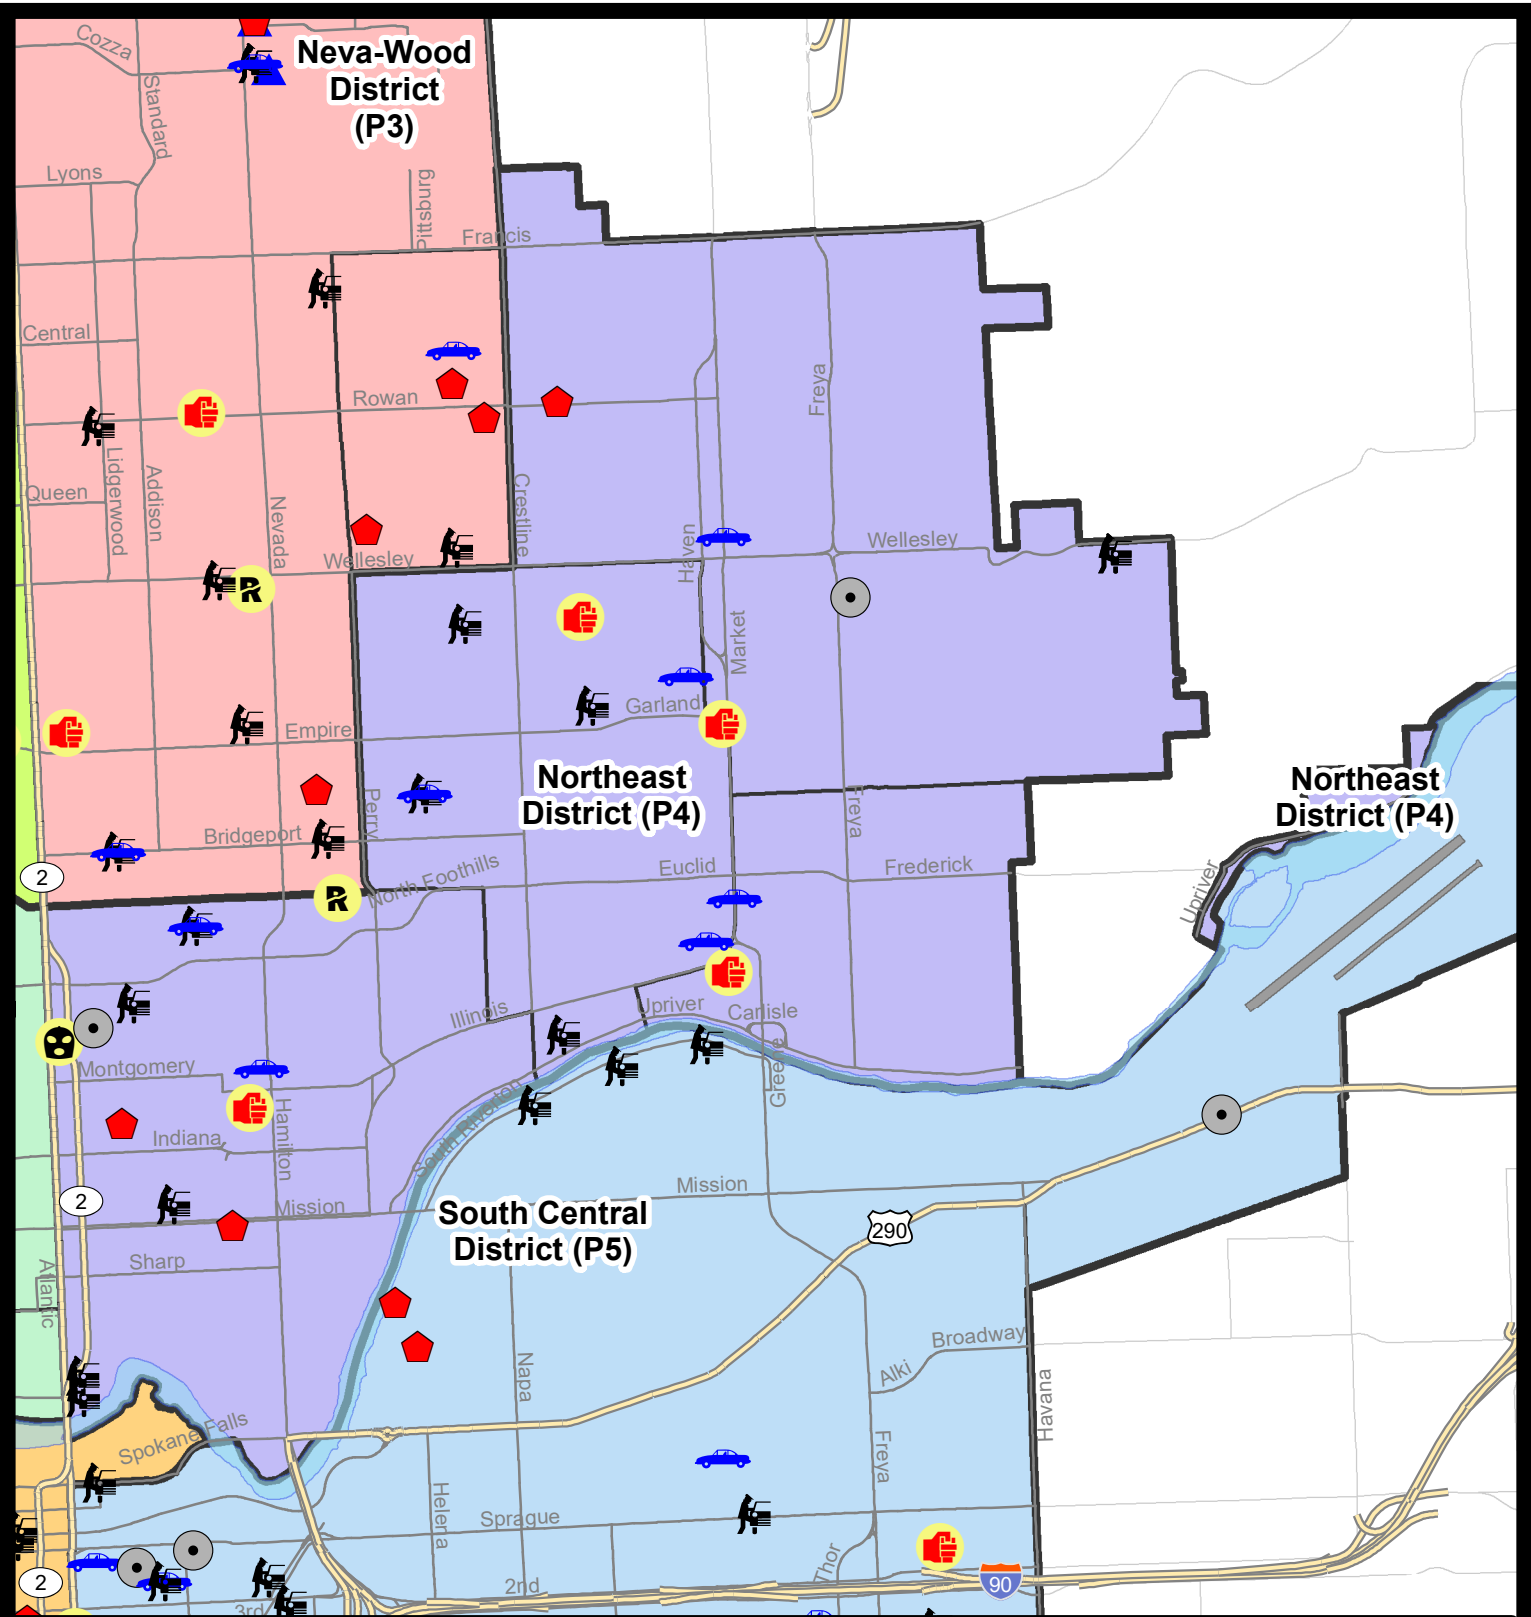 Cozza
Standard
Neva-Wood
District
(P3)
Lyons
Pittsburg
Francis
Central
Rowan
Freya
Queen
Lidgerwood
Addison
Nevada
Crestline
Haven
Wellesley
Wellesley
Market
Garland
Empire
Northeast
District (P4)
Northeast
District (P4)
Perry
Freya
Bridgeport
North Foothills
Euclid
Frederick
Upriver
2
R
R
Illinois
Upriver
Carlisle
Greene
Montgomery
Hamilton
Indiana
South Riverton
Mission
Mission
2
South Central
District (P5)
290
Sharp
Atlantic
Napa
Broadway
Alki
Havana
Spokane Falls
Freya
Helena
Sprague
Thor
2
2nd
90
3rd